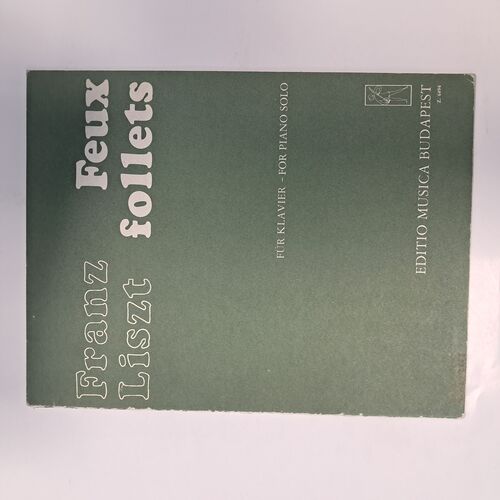 Franz
Liszt
Feux
follets
FÜR KLAVIER – FOR PIANO SOLO
EDITIO MUSICA BUDAPEST